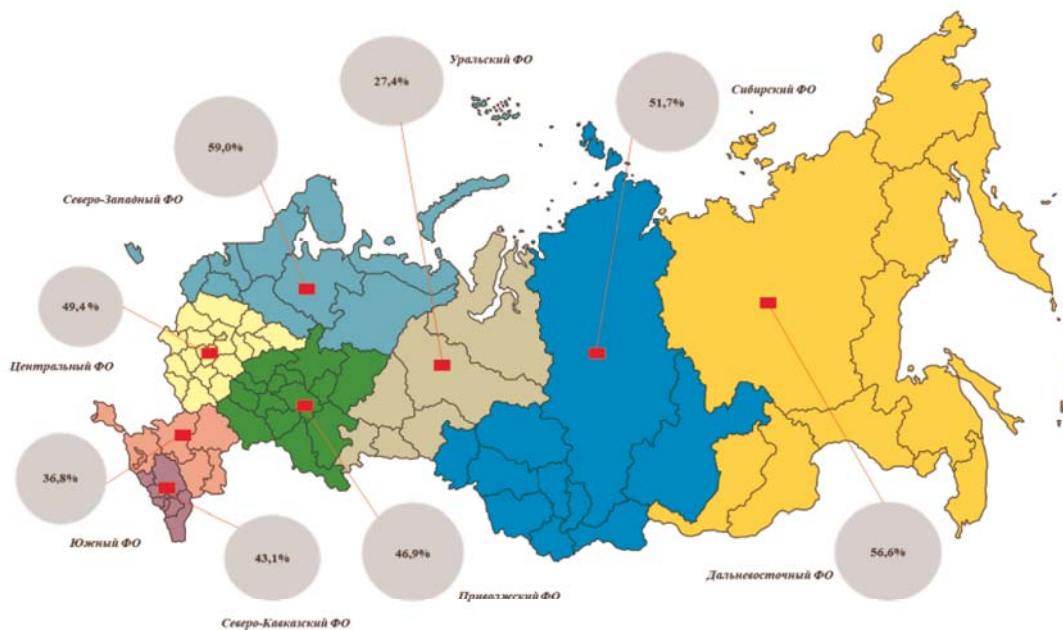 Уральский ФО
27,4%
Сибирский ФО
51,7%
59,0%
Северо-Западный ФО
49,4%
Центральный ФО
36,8%
Южный ФО
43,1%
Северо-Кавказский ФО
46,9%
Приволжский ФО
56,6%
Дальневосточный ФО